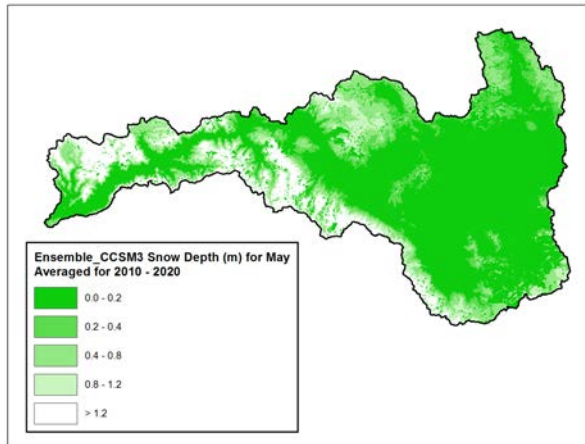 Ensemble_CCSM3 Snow Depth (m) for May
Averaged for 2010 - 2020
0.0 - 0.2
0.2 - 0.4
0.4 - 0.8
0.8 - 1.2
> 1.2